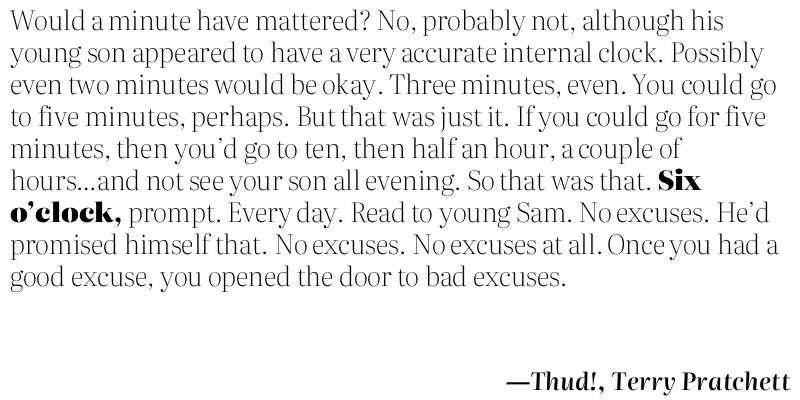 Would a minute have mattered? No, probably not, although his
young son appeared to have a very accurate internal clock. Possibly
even two minutes would be okay. Three minutes, even. You could go
to five minutes, perhaps. But that was just it. If you could go for five
minutes, then you’d go to ten, then half an hour, a couple of
hours...and not see your son all evening. So that was that. Six
o’clock, prompt. Every day. Read to young Sam. No excuses. He’d
promised himself that. No excuses. No excuses at all. Once you had a
good excuse, you opened the door to bad excuses.
—Thud!, Terry Pratchett